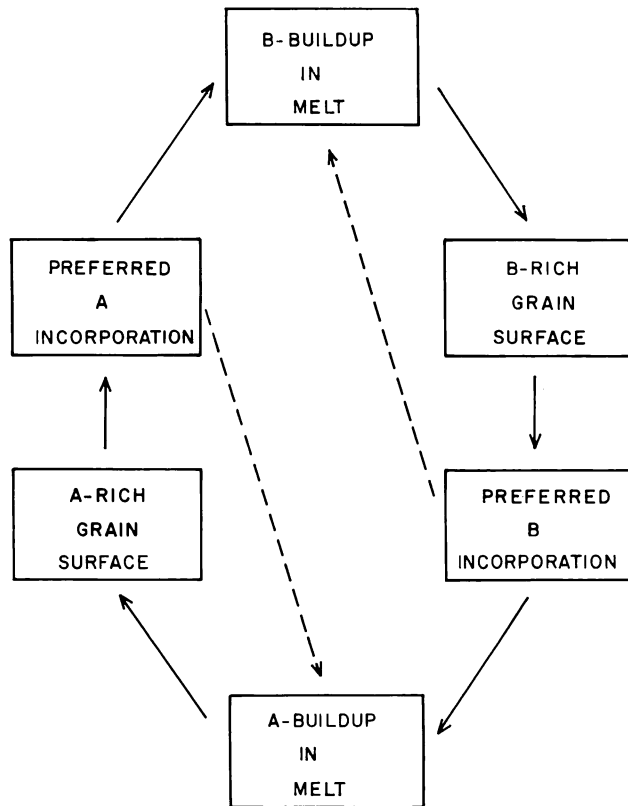 B-BUILDUP
IN
MELT
PREFERRED
A
INCORPORATION
B-RICH
GRAIN
SURFACE
A-RICH
GRAIN
SURFACE
PREFERRED
B
INCORPORATION
A-BUILDUP
IN
MELT